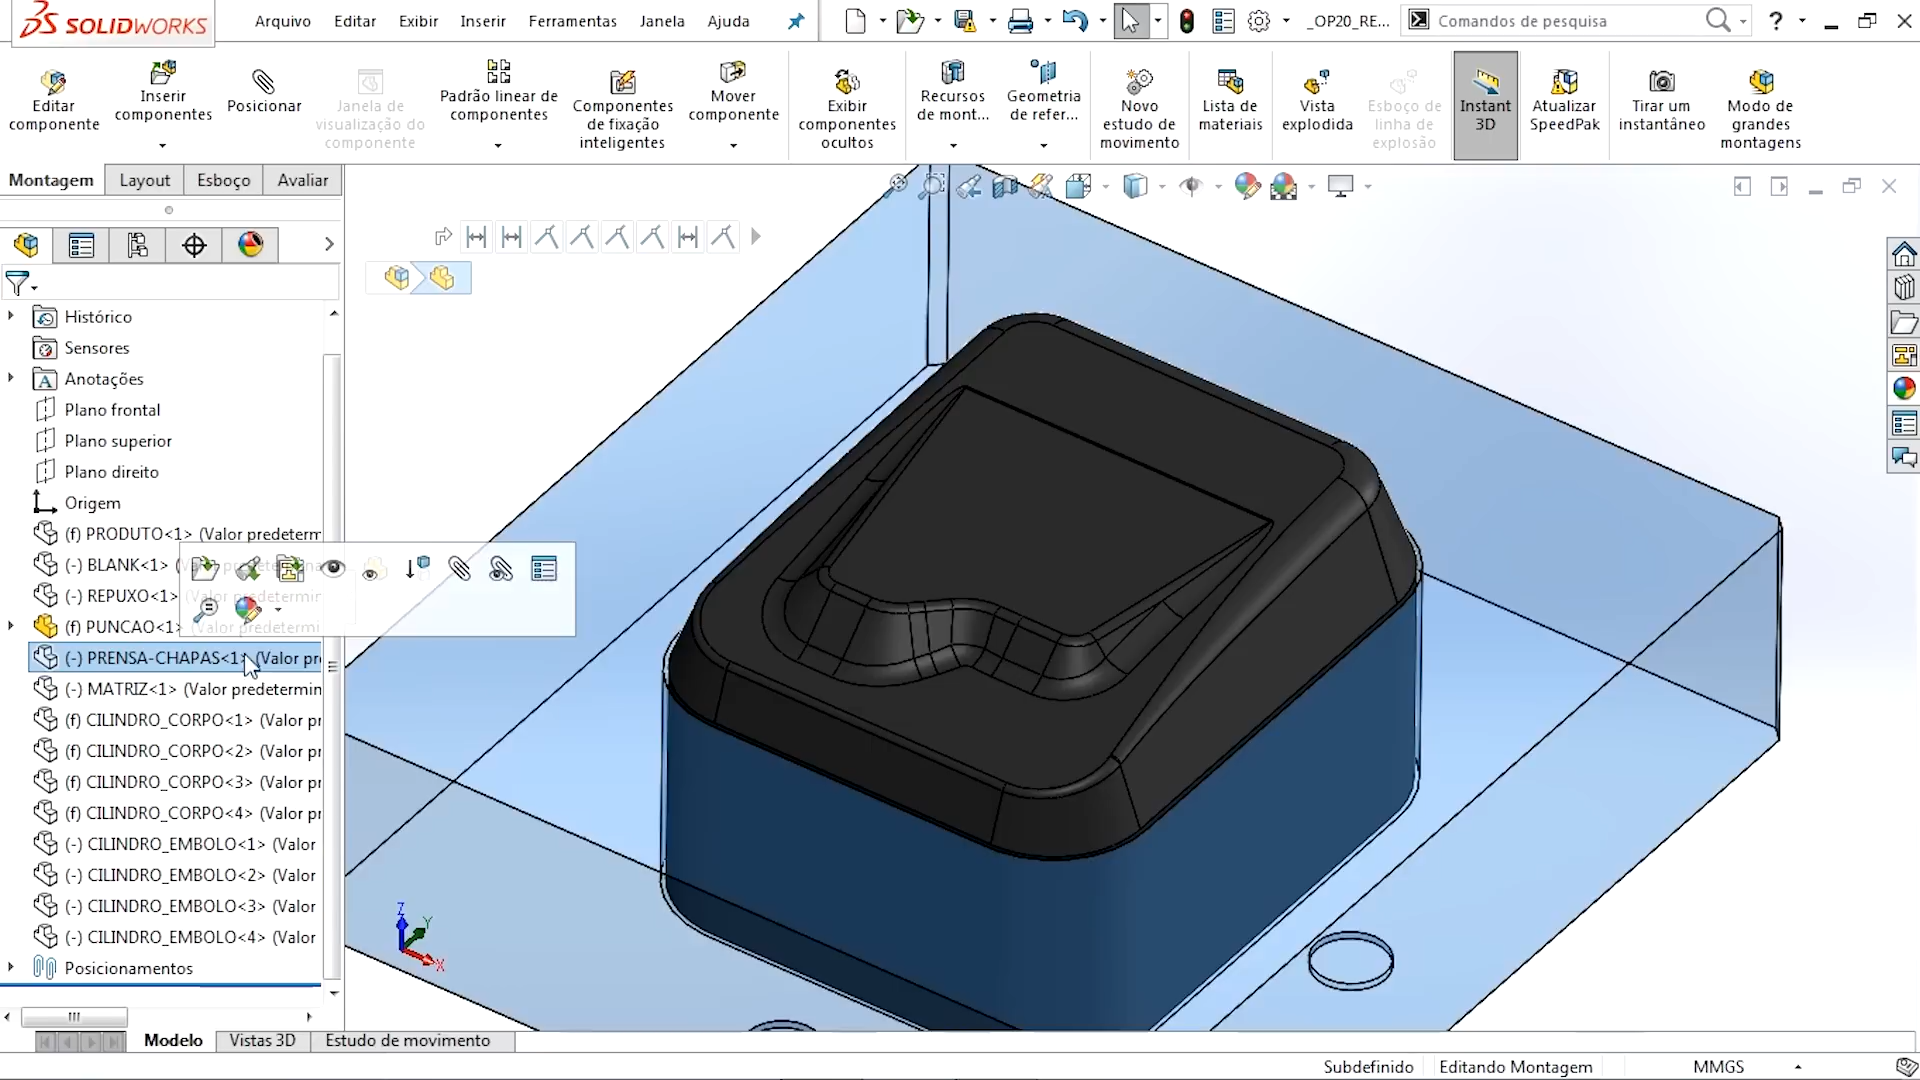 SOLIDWORKS
Arquivo Editar Exibir Inserir Ferramentas Janela Ajuda
_OP20_RE...
Comandos de pesquisa
Editar componente
Inserir componentes
Posicionar
Janela de visualização do componente
Padrão linear de componentes
Componentes de fixação inteligentes
Mover componente
Exibir componentes ocultos
Recursos de mont...
Geometria de refer...
Novo estudo de movimento
Lista de materiais
Vista explodida
Esboço de linha de explosão
Instant 3D
Atualizar SpeedPak
Tirar um instantâneo
Modo de grandes montagens
Montagem Layout Esboço Avaliar
Histórico
Sensores
Anotações
Plano frontal
Plano superior
Plano direito
Origem
(f) PRODUTO<1> (Valor predeterm
(-) BLANK<1>
(-) REPUXO<1> (Valor predetermir
(f) PUNCAO<1> (Valor predetermi
(-) PRENSA-CHAPAS<1> (Valor pr
(-) MATRIZ<1> (Valor predetermin
(f) CILINDRO_CORPO<1> (Valor pr
(f) CILINDRO_CORPO<2> (Valor pr
(f) CILINDRO_CORPO<3> (Valor pr
(f) CILINDRO_CORPO<4> (Valor pr
(-) CILINDRO_EMBOLO<1> (Valor
(-) CILINDRO_EMBOLO<2> (Valor
(-) CILINDRO_EMBOLO<3> (Valor
(-) CILINDRO_EMBOLO<4> (Valor
Posicionamentos
Z
Y
X
Modelo Vistas 3D Estudo de movimento
Subdefinido Editando Montagem MMGS